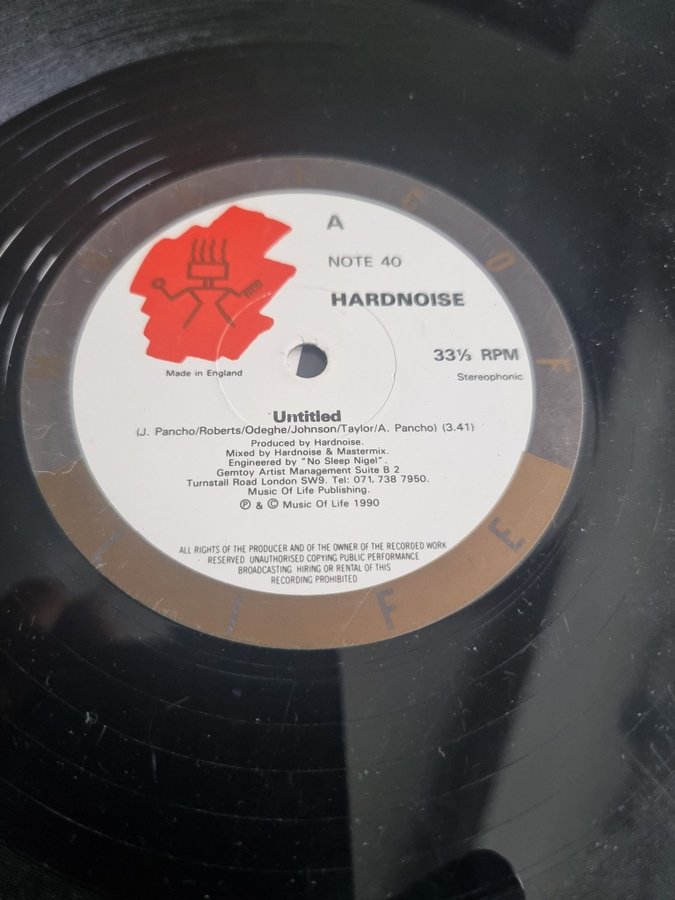 A
NOTE 40
HARDNOISE
33⅓ RPM
Stereophonic
Made in England
Untitled
(J. Pancho/Roberts/Odeghe/Johnson/Taylor/A. Pancho) (3.41)
Produced by Hardnoise.
Mixed by Hardnoise & Mastermix.
Engineered by "No Sleep Nigel".
Gemtoy Artist Management Suite B 2
Turnstall Road London SW9. Tel: 071, 738 7950.
Music Of Life Publishing.
℗ & © Music Of Life 1990
ALL RIGHTS OF THE PRODUCER AND OF THE OWNER OF THE RECORDED WORK
RESERVED. UNAUTHORISED COPYING PUBLIC PERFORMANCE
BROADCASTING. HIRING OR RENTAL OF THIS
RECORDING PROHIBITED
MUSIC OF LIFE